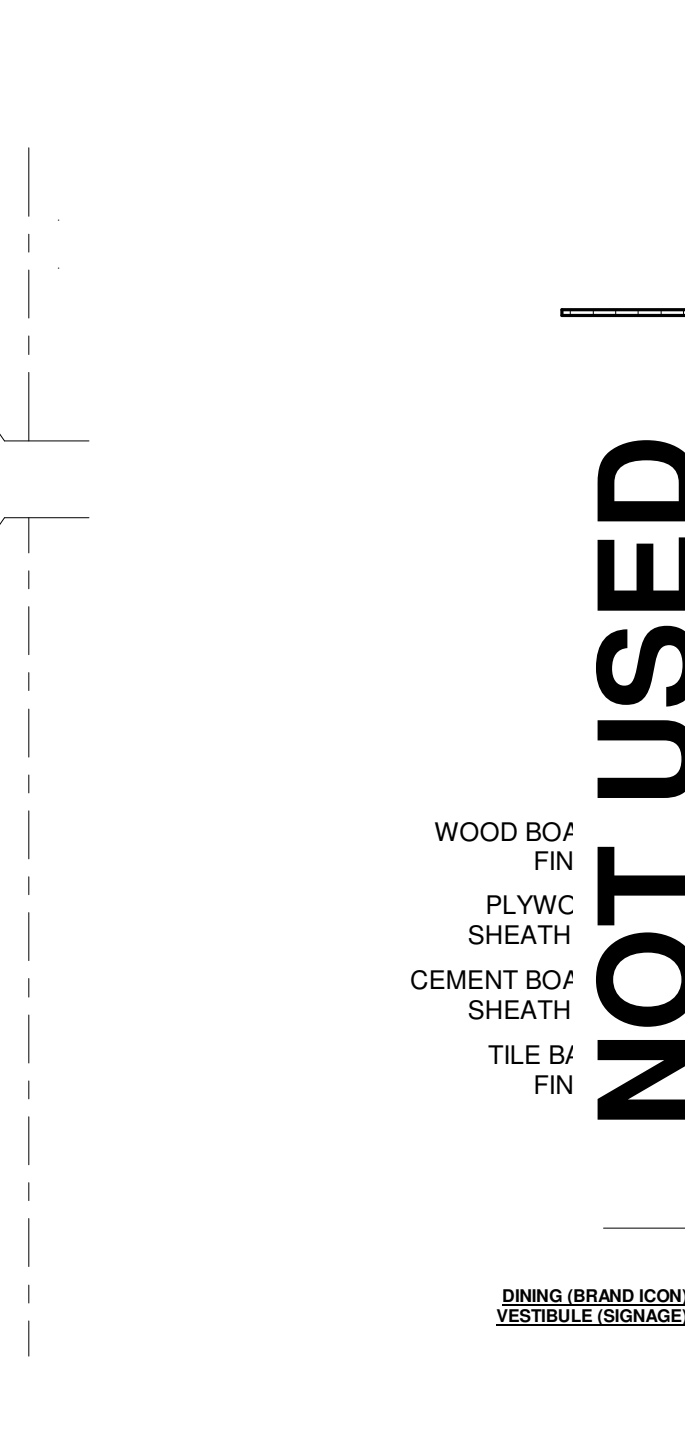 NOT USED
WOOD BOA
FIN
PLYWO
SHEATH
CEMENT BOA
SHEATH
TILE BA
FIN
DINING (BRAND ICON)
VESTIBULE (SIGNAGE)